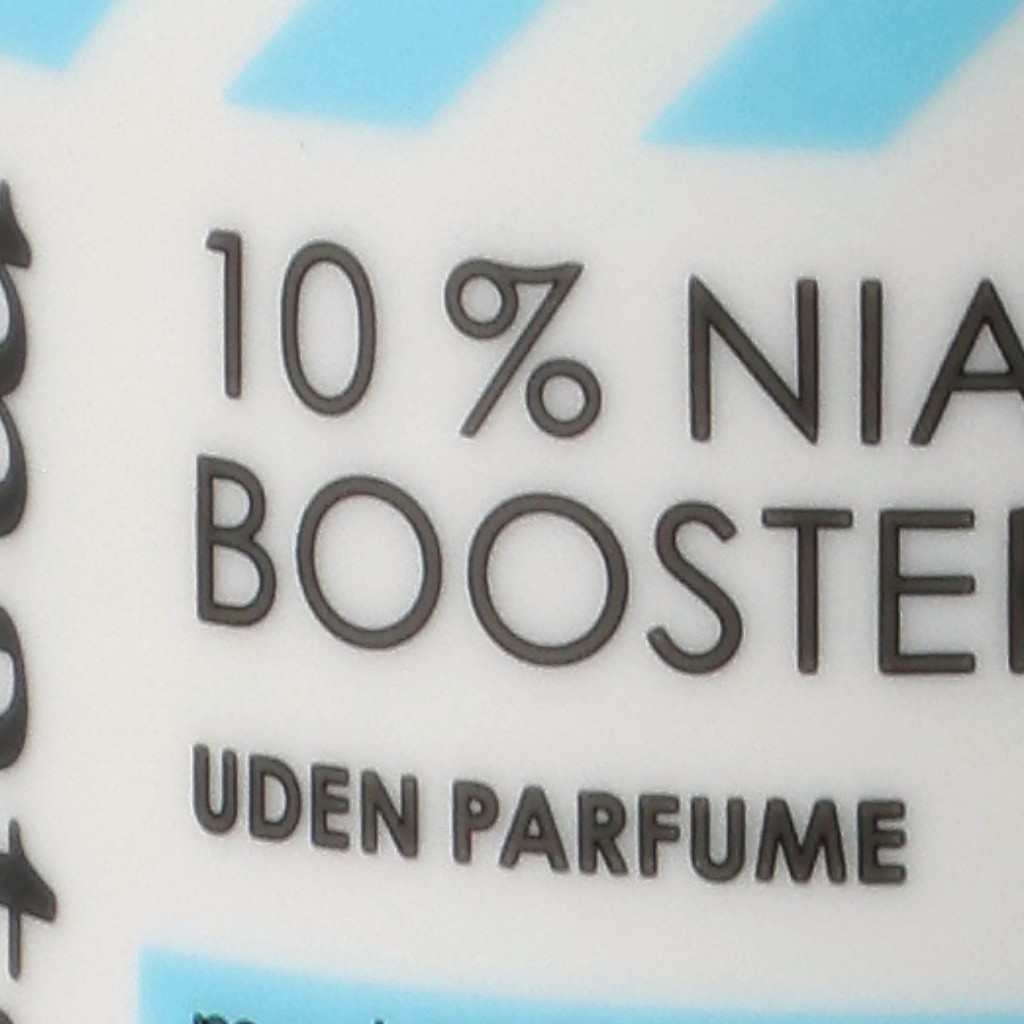 10 % NIA
BOOSTE
UDEN PARFUME